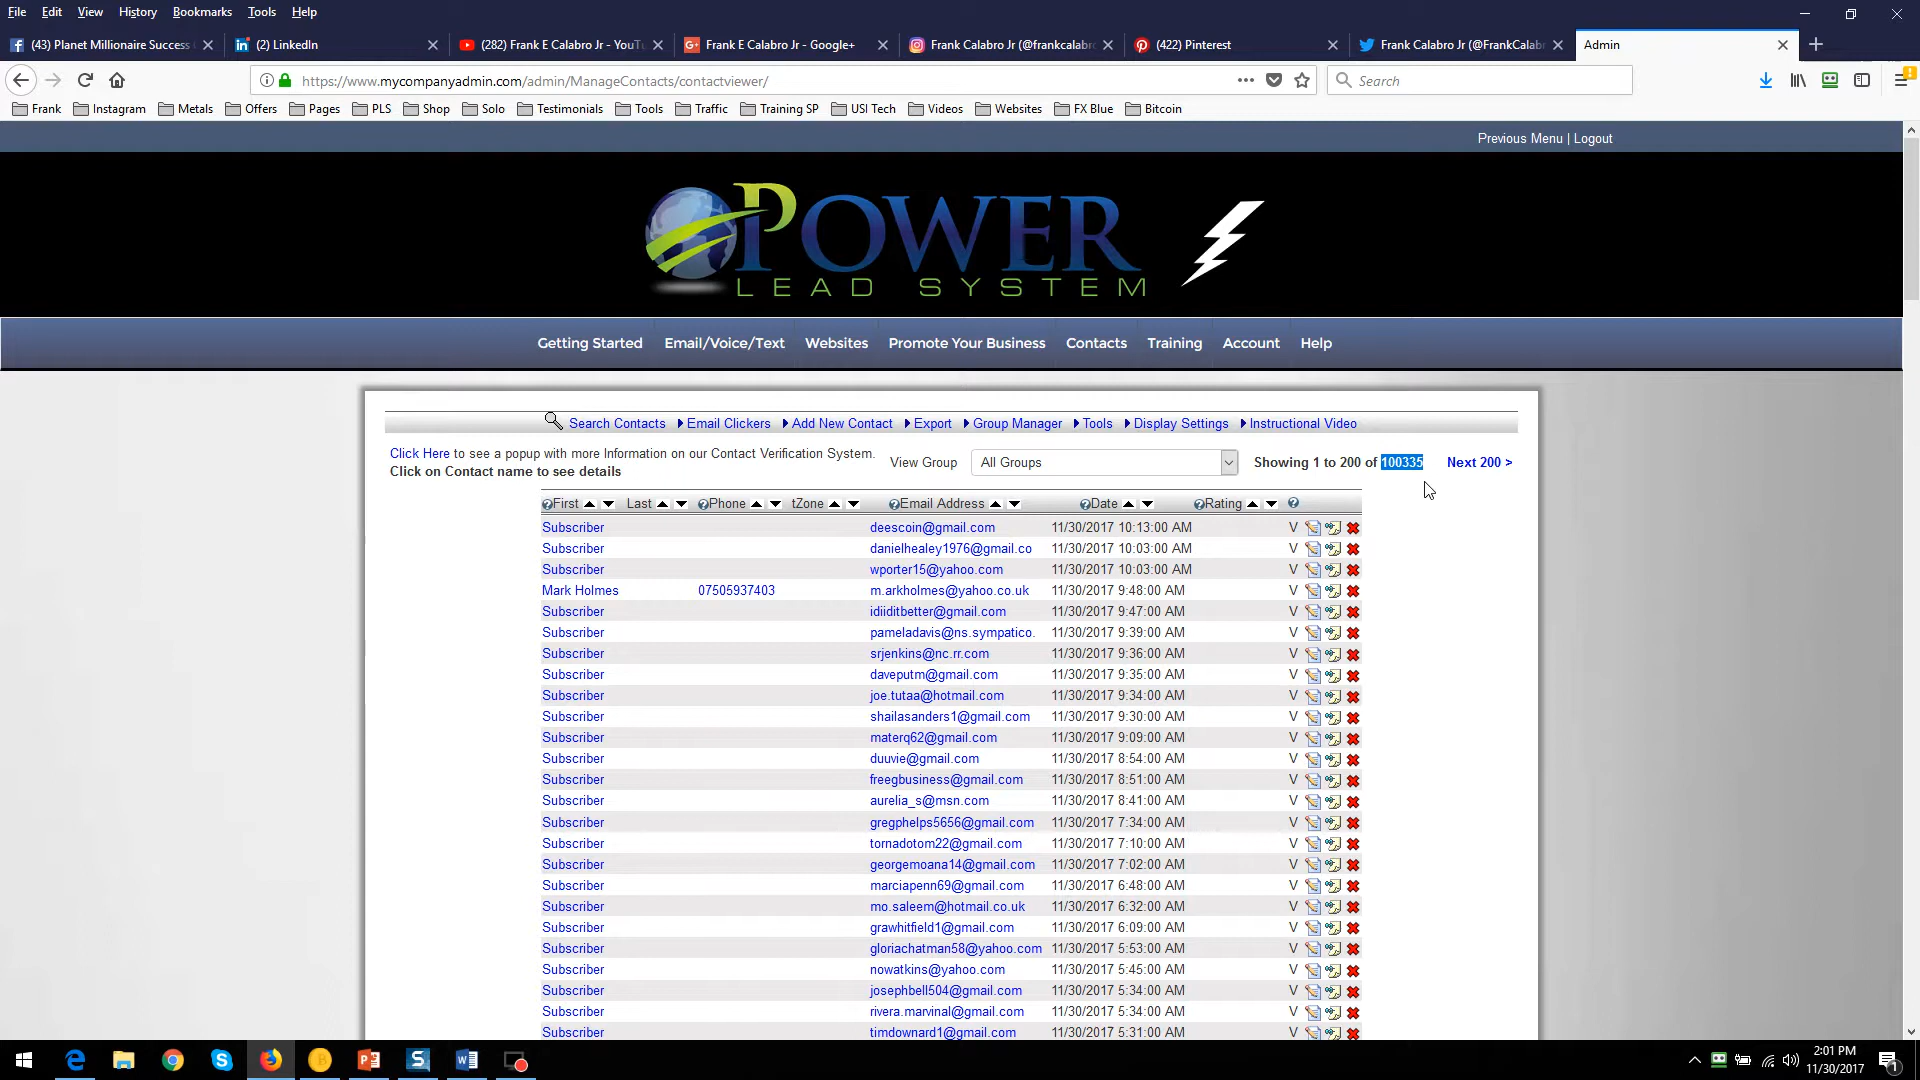 File Edit View History Bookmarks Tools Help
(43) Planet Millionaire Success
(2) LinkedIn
(282) Frank E Calabro Jr - YouTu
Frank E Calabro Jr - Google+
Frank Calabro Jr (@frankcalabr
(422) Pinterest
Frank Calabro Jr (@FrankCalab
Admin
https://www.mycompanyadmin.com/admin/ManageContacts/contactviewer/
Search
Frank Instagram Metals Offers Pages PLS Shop Solo Testimonials Tools Traffic Training SP USI Tech Videos Websites FX Blue Bitcoin
Previous Menu | Logout
POWER
LEAD SYSTEM
Getting Started Email/Voice/Text Websites Promote Your Business Contacts Training Account Help
Search Contacts Email Clickers Add New Contact Export Group Manager Tools Display Settings Instructional Video
Click Here to see a popup with more Information on our Contact Verification System.
Click on Contact name to see details
View Group All Groups Showing 1 to 200 of 100335 Next 200 >
First Last Phone tZone Email Address Date Rating
Subscriber deescoin@gmail.com 11/30/2017 10:13:00 AM V
Subscriber danielhealey1976@gmail.co 11/30/2017 10:03:00 AM V
Subscriber wporter15@yahoo.com 11/30/2017 10:03:00 AM V
Mark Holmes 07505937403 m.arkholmes@yahoo.co.uk 11/30/2017 9:48:00 AM V
Subscriber idiiditbetter@gmail.com 11/30/2017 9:47:00 AM V
Subscriber pameladavis@ns.sympatico. 11/30/2017 9:39:00 AM V
Subscriber srjenkins@nc.rr.com 11/30/2017 9:36:00 AM V
Subscriber daveputm@gmail.com 11/30/2017 9:35:00 AM V
Subscriber joe.tutaa@hotmail.com 11/30/2017 9:34:00 AM V
Subscriber shailasanders1@gmail.com 11/30/2017 9:30:00 AM V
Subscriber materq62@gmail.com 11/30/2017 9:09:00 AM V
Subscriber duuvie@gmail.com 11/30/2017 8:54:00 AM V
Subscriber freegbusiness@gmail.com 11/30/2017 8:51:00 AM V
Subscriber aurelia_s@msn.com 11/30/2017 8:41:00 AM V
Subscriber gregphelps5656@gmail.com 11/30/2017 7:34:00 AM V
Subscriber tornadotom22@gmail.com 11/30/2017 7:10:00 AM V
Subscriber georgemoana14@gmail.com 11/30/2017 7:02:00 AM V
Subscriber marciapenn69@gmail.com 11/30/2017 6:48:00 AM V
Subscriber mo.saleem@hotmail.co.uk 11/30/2017 6:32:00 AM V
Subscriber grawhitfield1@gmail.com 11/30/2017 6:09:00 AM V
Subscriber gloriachatman58@yahoo.com 11/30/2017 5:53:00 AM V
Subscriber nowatkins@yahoo.com 11/30/2017 5:45:00 AM V
Subscriber josephbell504@gmail.com 11/30/2017 5:34:00 AM V
Subscriber rivera.marvinal@gmail.com 11/30/2017 5:34:00 AM V
Subscriber timdownard1@gmail.com 11/30/2017 5:31:00 AM V
2:01 PM
11/30/2017